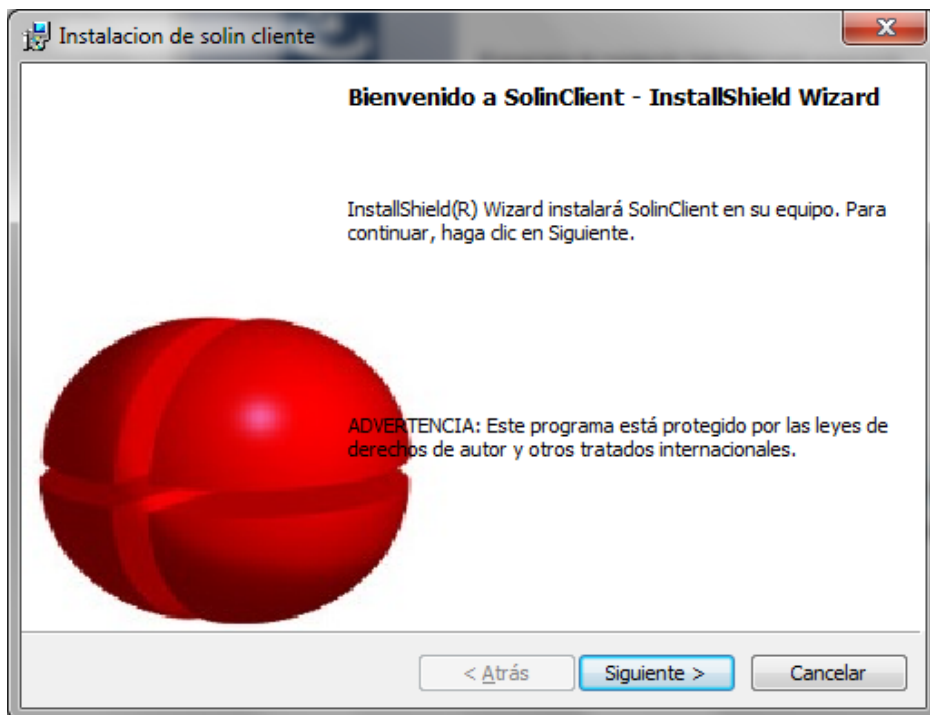 Instalacion de solin cliente
Bienvenido a SolinClient - InstallShield Wizard
InstallShield(R) Wizard instalará SolinClient en su equipo. Para
continuar, haga clic en Siguiente.
ADVERTENCIA: Este programa está protegido por las leyes de
derechos de autor y otros tratados internacionales.
< Atrás
Siguiente >
Cancelar